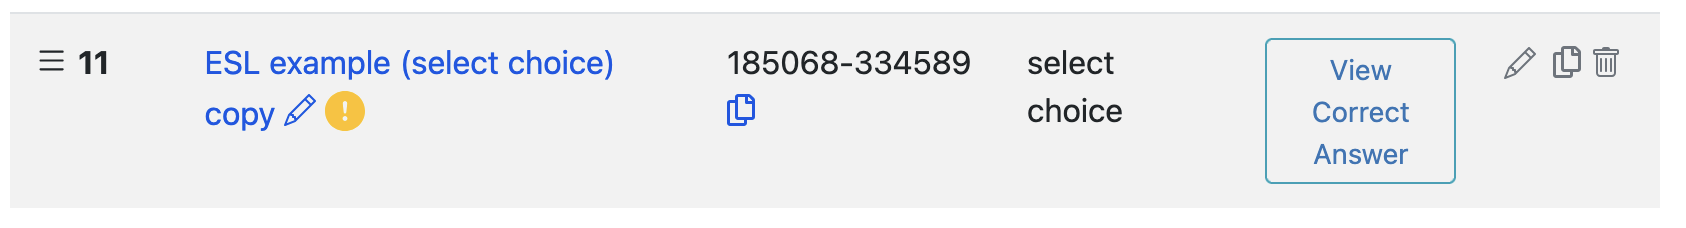 11
ESL example (select choice)
copy
!
185068-334589
select
choice
View
Correct
Answer